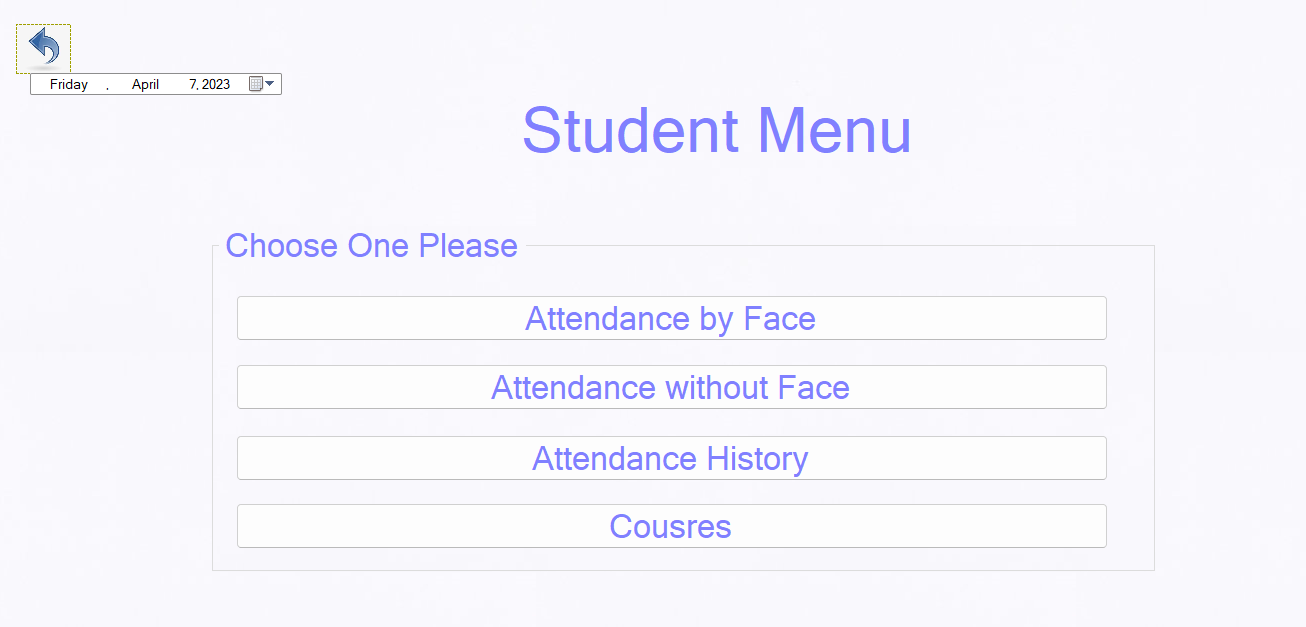 Friday , April 7, 2023
Student Menu
Choose One Please
Attendance by Face
Attendance without Face
Attendance History
Cousres